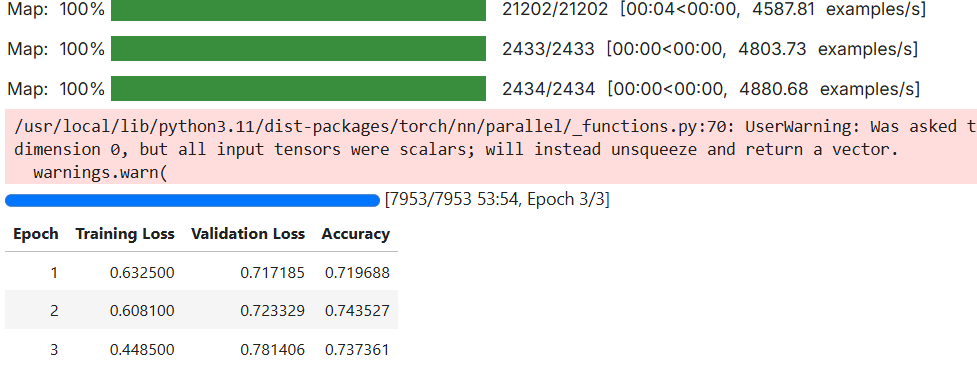 Map: 100% 21202/21202 [00:04<00:00, 4587.81 examples/s]
Map: 100% 2433/2433 [00:00<00:00, 4803.73 examples/s]
Map: 100% 2434/2434 [00:00<00:00, 4880.68 examples/s]
/usr/local/lib/python3.11/dist-packages/torch/nn/parallel/_functions.py:70: UserWarning: Was asked t
dimension 0, but all input tensors were scalars; will instead unsqueeze and return a vector.
  warnings.warn(
[7953/7953 53:54, Epoch 3/3]
Epoch Training Loss Validation Loss Accuracy
1 0.632500 0.717185 0.719688
2 0.608100 0.723329 0.743527
3 0.448500 0.781406 0.737361